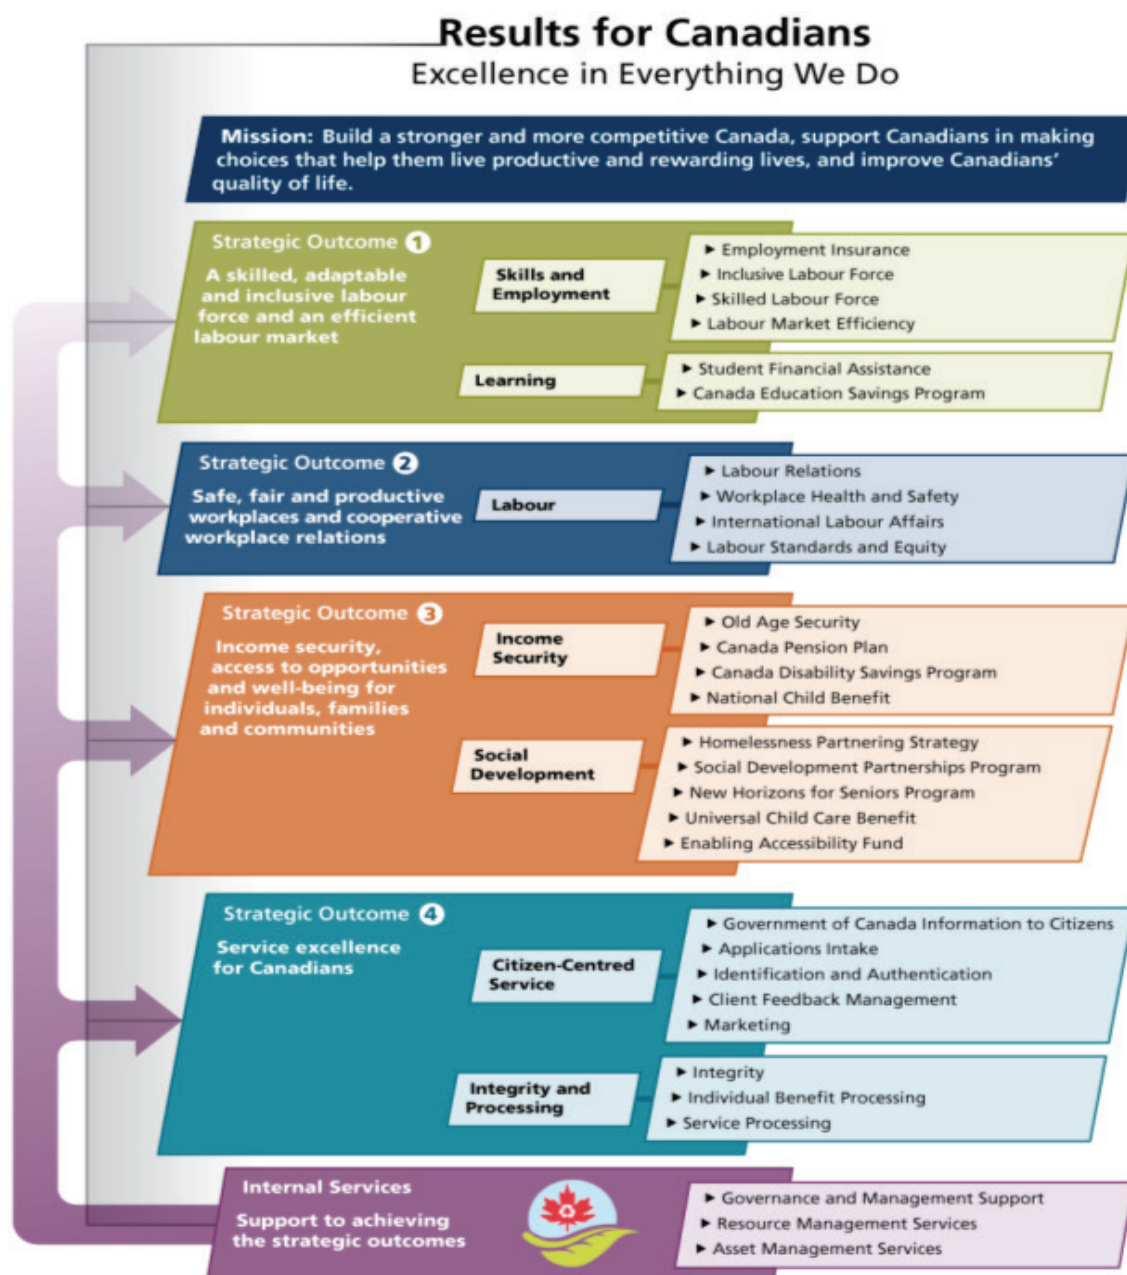 Results for Canadians
Excellence in Everything We Do
Mission: Build a stronger and more competitive Canada, support Canadians in making
choices that help them live productive and rewarding lives, and improve Canadians'
quality of life.
Strategic Outcome 1
A skilled, adaptable
and inclusive labour
force and an efficient
labour market
Skills and
Employment
► Employment Insurance
► Inclusive Labour Force
► Skilled Labour Force
► Labour Market Efficiency
Learning
► Student Financial Assistance
► Canada Education Savings Program
Strategic Outcome 2
Safe, fair and productive
workplaces and cooperative
workplace relations
Labour
► Labour Relations
► Workplace Health and Safety
► International Labour Affairs
► Labour Standards and Equity
Strategic Outcome 3
Income security,
access to opportunities
and well-being for
individuals, families
and communities
Income
Security
► Old Age Security
► Canada Pension Plan
► Canada Disability Savings Program
► National Child Benefit
Social
Development
► Homelessness Partnering Strategy
► Social Development Partnerships Program
► New Horizons for Seniors Program
► Universal Child Care Benefit
► Enabling Accessibility Fund
Strategic Outcome 4
Service excellence
for Canadians
Citizen-Centred
Service
► Government of Canada Information to Citizens
► Applications Intake
► Identification and Authentication
► Client Feedback Management
► Marketing
Integrity and
Processing
► Integrity
► Individual Benefit Processing
► Service Processing
Internal Services
Support to achieving
the strategic outcomes
► Governance and Management Support
► Resource Management Services
► Asset Management Services